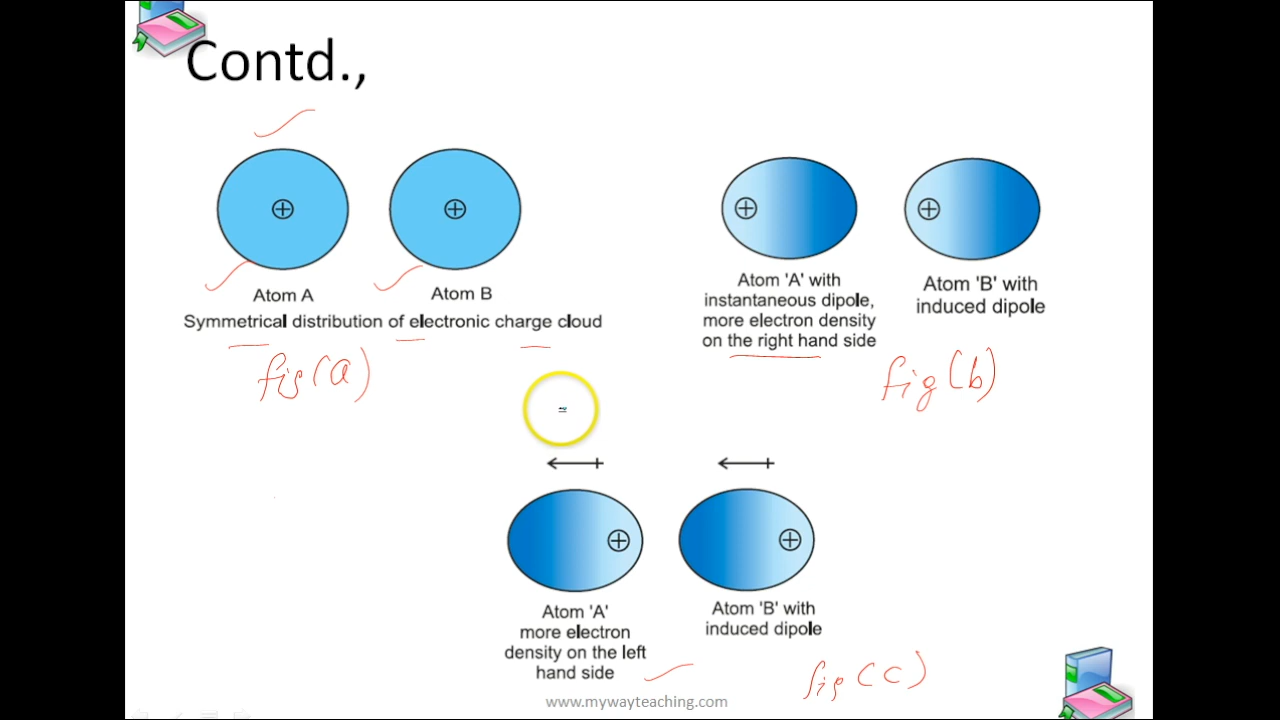 Contd.,
⊕
⊕
Atom A
Atom B
Symmetrical distribution of electronic charge cloud
fig(a)
⊕
⊕
Atom 'A' with
instantaneous dipole,
more electron density
on the right hand side
Atom 'B' with
induced dipole
fig(b)
⊕
⊕
Atom 'A'
more electron
density on the left
hand side
Atom 'B' with
induced dipole
fig(c)
www.mywayteaching.com